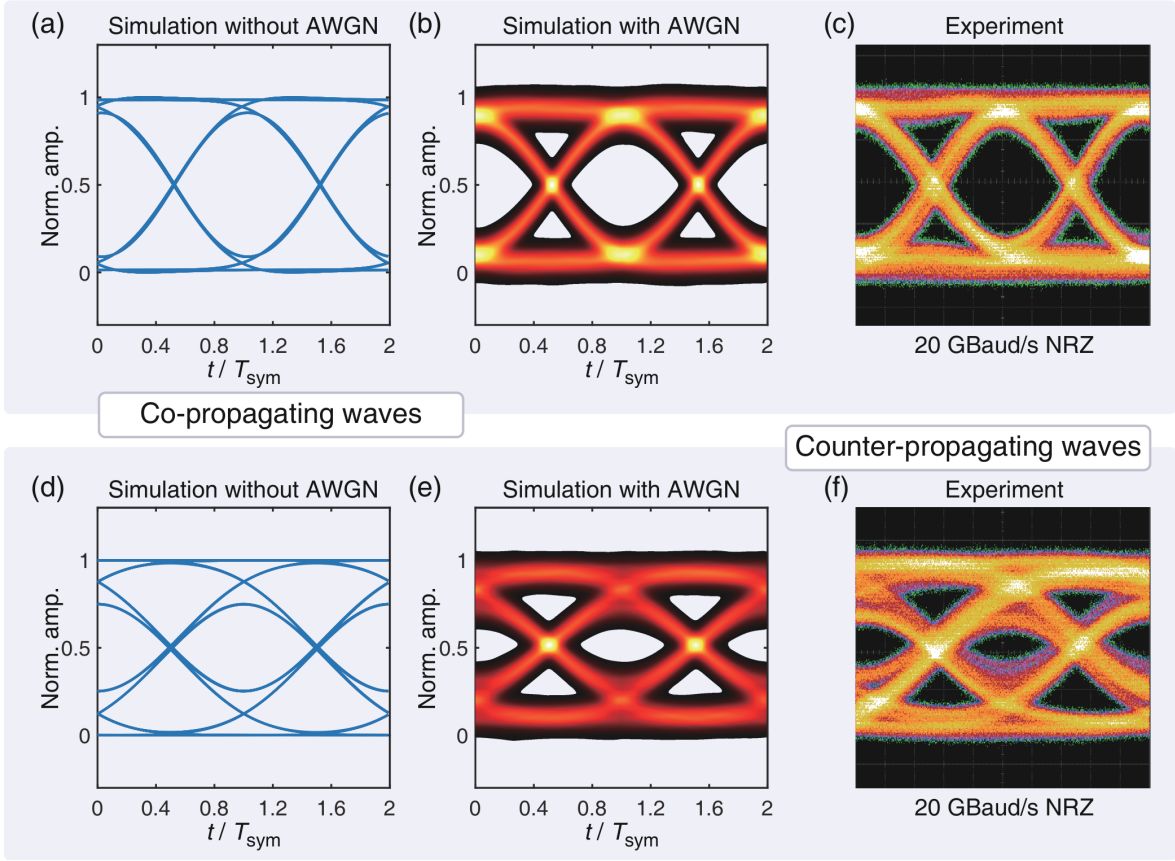 (a) Simulation without AWGN
Norm. amp.
1
0.5
0
0 0.4 0.8 1.2 1.6 2
t / Tsym
(b) Simulation with AWGN
Norm. amp.
1
0.5
0
0 0.4 0.8 1.2 1.6 2
t / Tsym
(c) Experiment
20 GBaud/s NRZ
Co-propagating waves
Counter-propagating waves
(d) Simulation without AWGN
Norm. amp.
1
0.5
0
0 0.4 0.8 1.2 1.6 2
t / Tsym
(e) Simulation with AWGN
Norm. amp.
1
0.5
0
0 0.4 0.8 1.2 1.6 2
t / Tsym
(f) Experiment
20 GBaud/s NRZ